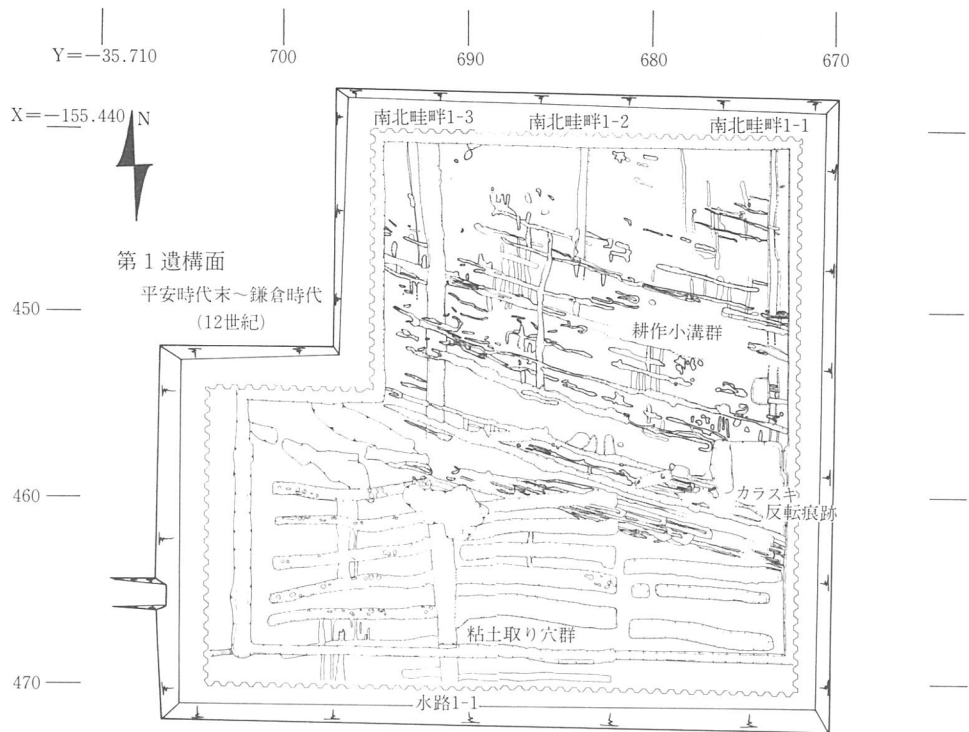 Y=−35.710
700
690
680
670
X=−155.440
N
南北畦畔1-3
南北畦畔1-2
南北畦畔1-1
第1遺構面
平安時代末〜鎌倉時代
(12世紀)
450
耕作小溝群
460
カラスキ
反転痕跡
粘土取り穴群
470
水路1-1